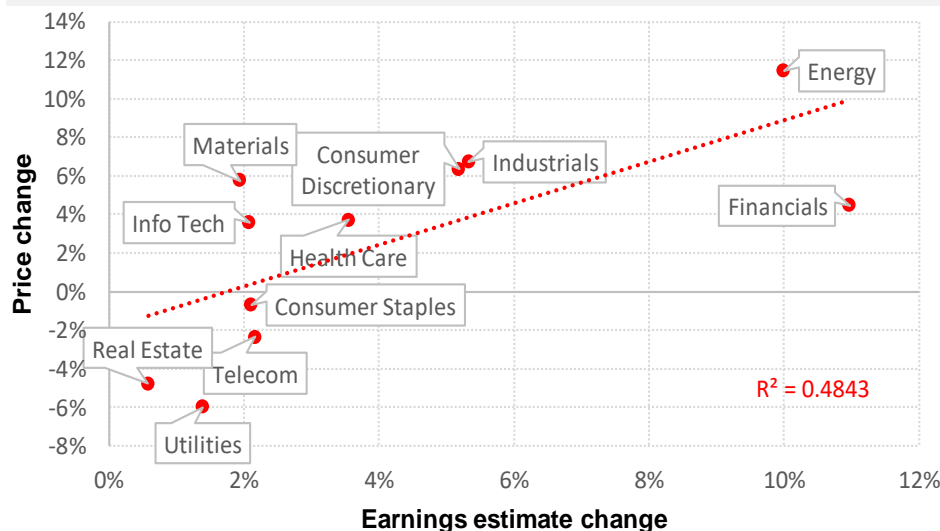 14%
12%
10%
8%
6%
4%
2%
0%
-2%
-4%
-6%
-8%
Price change
Energy
Materials
Consumer
Discretionary
Industrials
Info Tech
Financials
Health Care
Consumer Staples
Real Estate
Telecom
Utilities
R² = 0.4843
0%
2%
4%
6%
8%
10%
12%
Earnings estimate change